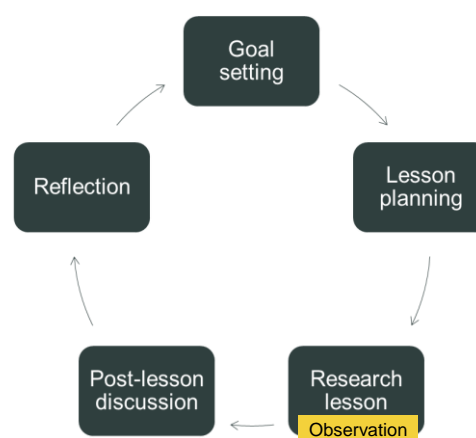 Goal
setting
Lesson
planning
Research
lesson
Observation
Post-lesson
discussion
Reflection